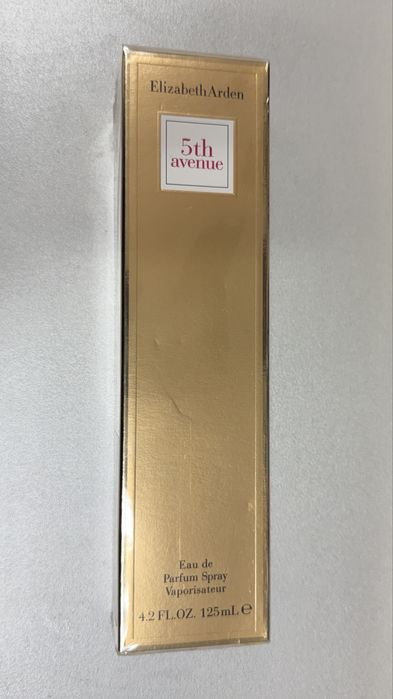 ElizabethArden
5th
avenue
Eau de
Parfum Spray
Vaporisateur
4.2 FL.OZ. 125mL ℮